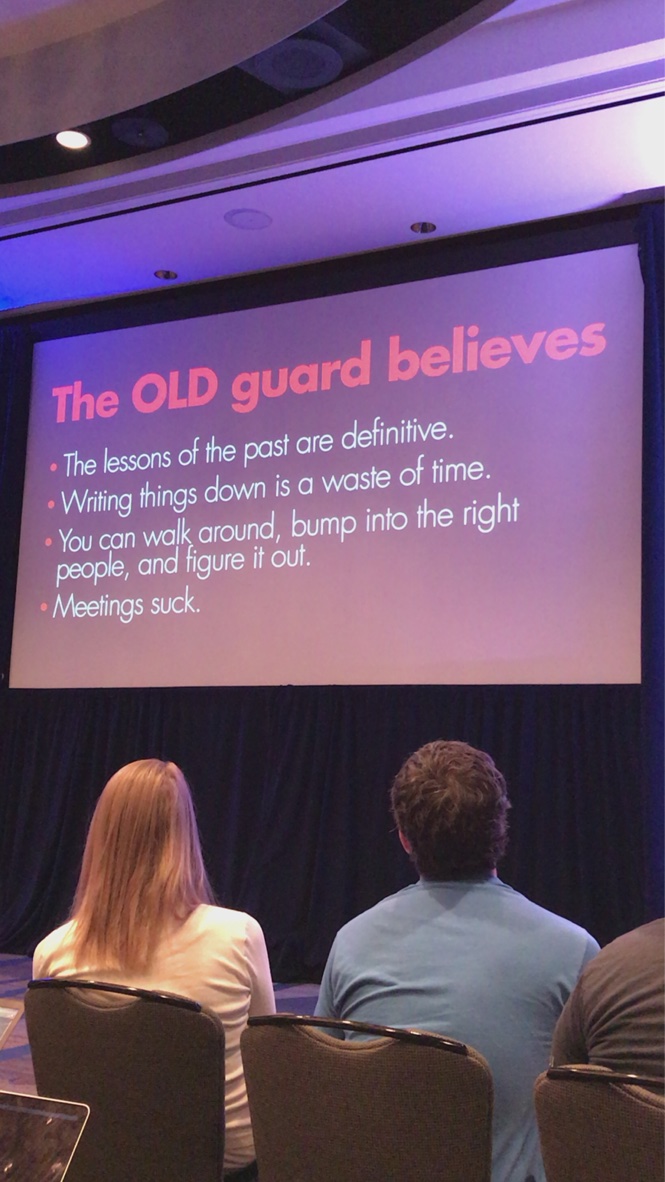 The OLD guard believes
• The lessons of the past are definitive.
• Writing things down is a waste of time.
• You can walk around, bump into the right
people, and figure it out.
• Meetings suck.